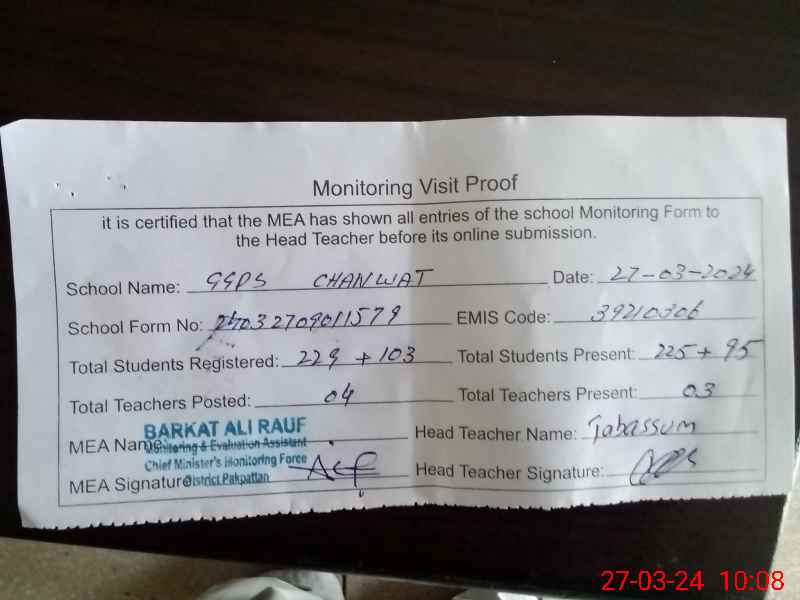 Monitoring Visit Proof
it is certified that the MEA has shown all entries of the school Monitoring Form to
the Head Teacher before its online submission.
School Name: GGPS CHANWAT Date: 27-03-2024
School Form No: 27032709011579 EMIS Code: 39210306
Total Students Registered: 229 + 103 Total Students Present: 225 + 95
Total Teachers Posted: 04 Total Teachers Present: 03
BARKAT ALI RAUF
MEA Name Monitoring & Evaluation Assistant Head Teacher Name: Tabassum
Chief Minister's Monitoring Force
MEA Signature District Pakpattan Head Teacher Signature:
27-03-24 10:08